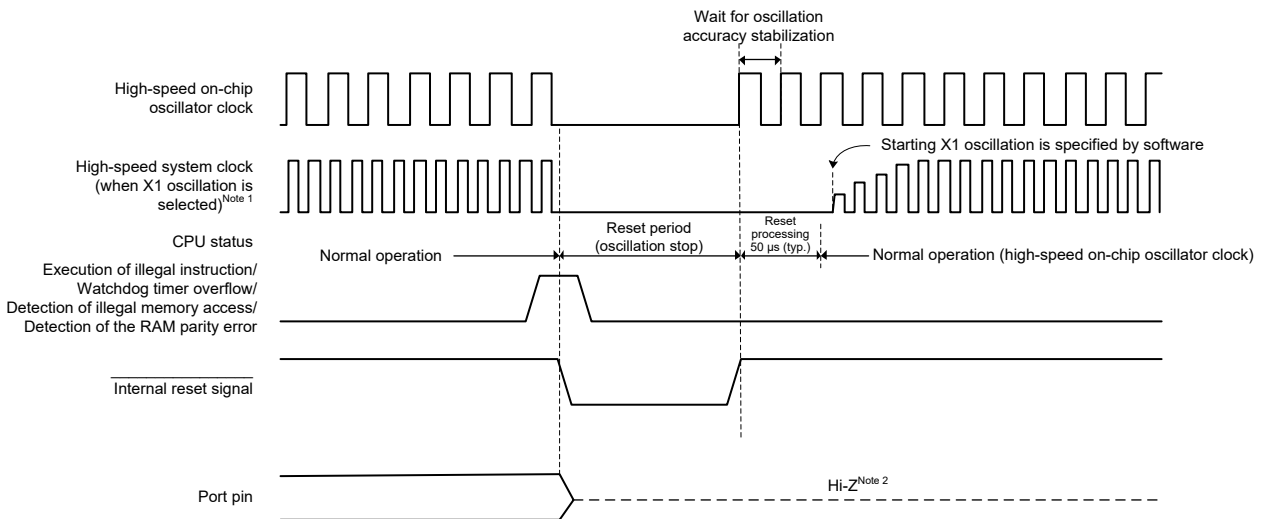 Wait for oscillation
accuracy stabilization
High-speed on-chip
oscillator clock
Starting X1 oscillation is specified by software
High-speed system clock
(when X1 oscillation is
selected)Note 1
CPU status
Normal operation
Reset period
(oscillation stop)
Reset
processing
50 µs (typ.)
Normal operation (high-speed on-chip oscillator clock)
Execution of illegal instruction/
Watchdog timer overflow/
Detection of illegal memory access/
Detection of the RAM parity error
Internal reset signal
Port pin
Hi-ZNote 2